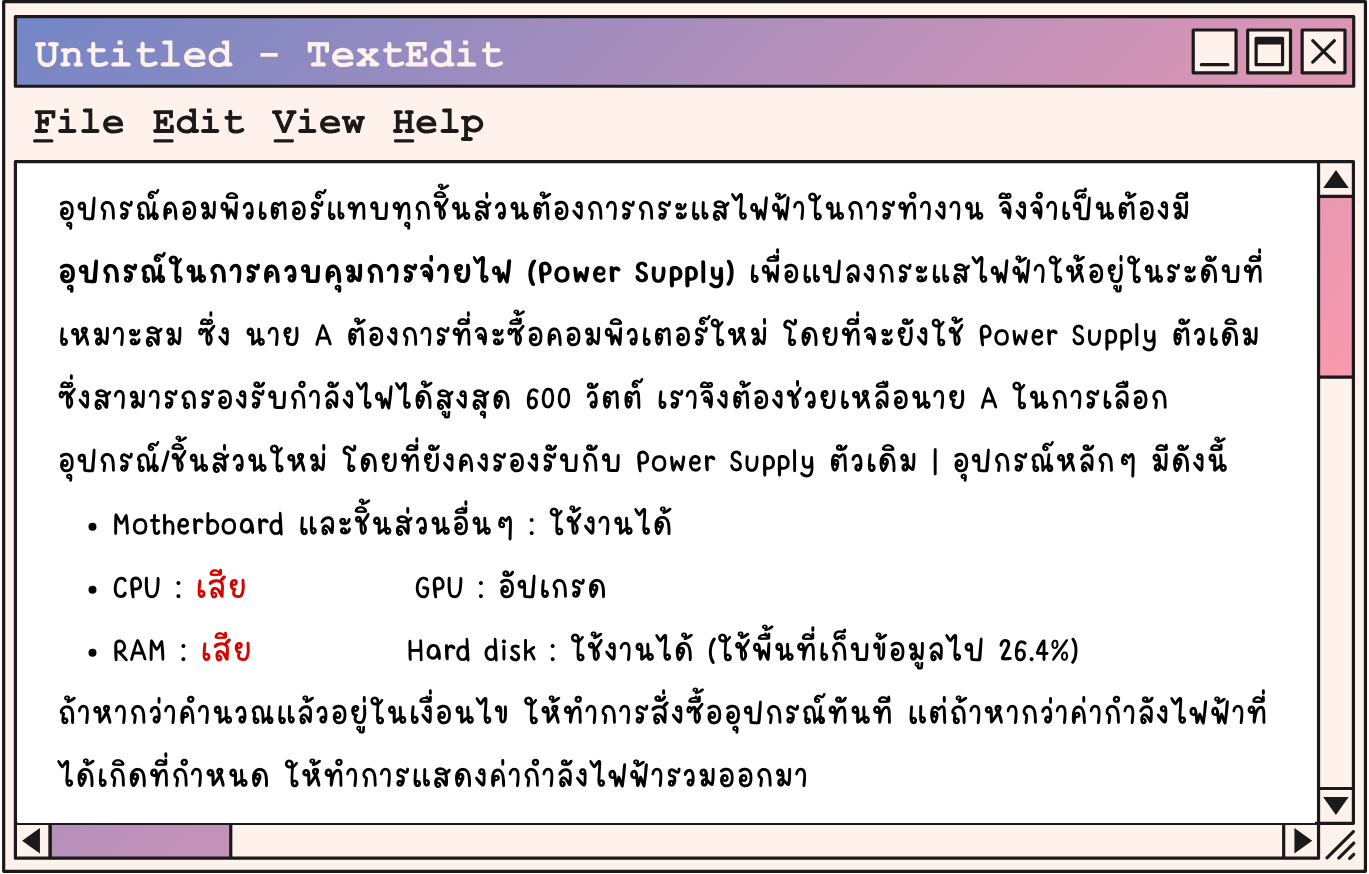 Untitled - TextEdit
File Edit View Help
อุปกรณ์คอมพิวเตอร์แทบทุกชิ้นส่วนต้องการกระแสไฟฟ้าในการทำงาน จึงจำเป็นต้องมี
อุปกรณ์ในการควบคุมการจ่ายไฟ (Power Supply) เพื่อแปลงกระแสไฟฟ้าให้อยู่ในระดับที่
เหมาะสม ซึ่ง นาย A ต้องการที่จะซื้อคอมพิวเตอร์ใหม่ โดยที่จะยังใช้ Power Supply ตัวเดิม
ซึ่งสามารถรองรับกำลังไฟได้สูงสุด 600 วัตต์ เราจึงต้องช่วยเหลือนาย A ในการเลือก
อุปกรณ์/ชิ้นส่วนใหม่ โดยที่ยังคงรองรับกับ Power Supply ตัวเดิม | อุปกรณ์หลักๆ มีดังนี้
• Motherboard และชิ้นส่วนอื่นๆ : ใช้งานได้
• CPU : เสีย GPU : อัปเกรด
• RAM : เสีย Hard disk : ใช้งานได้ (ใช้พื้นที่เก็บข้อมูลไป 26.4%)
ถ้าหากว่าคำนวณแล้วอยู่ในเงื่อนไข ให้ทำการสั่งซื้ออุปกรณ์ทันที แต่ถ้าหากว่าค่ากำลังไฟฟ้าที่
ได้เกิดที่กำหนด ให้ทำการแสดงค่ากำลังไฟฟ้ารวมออกมา